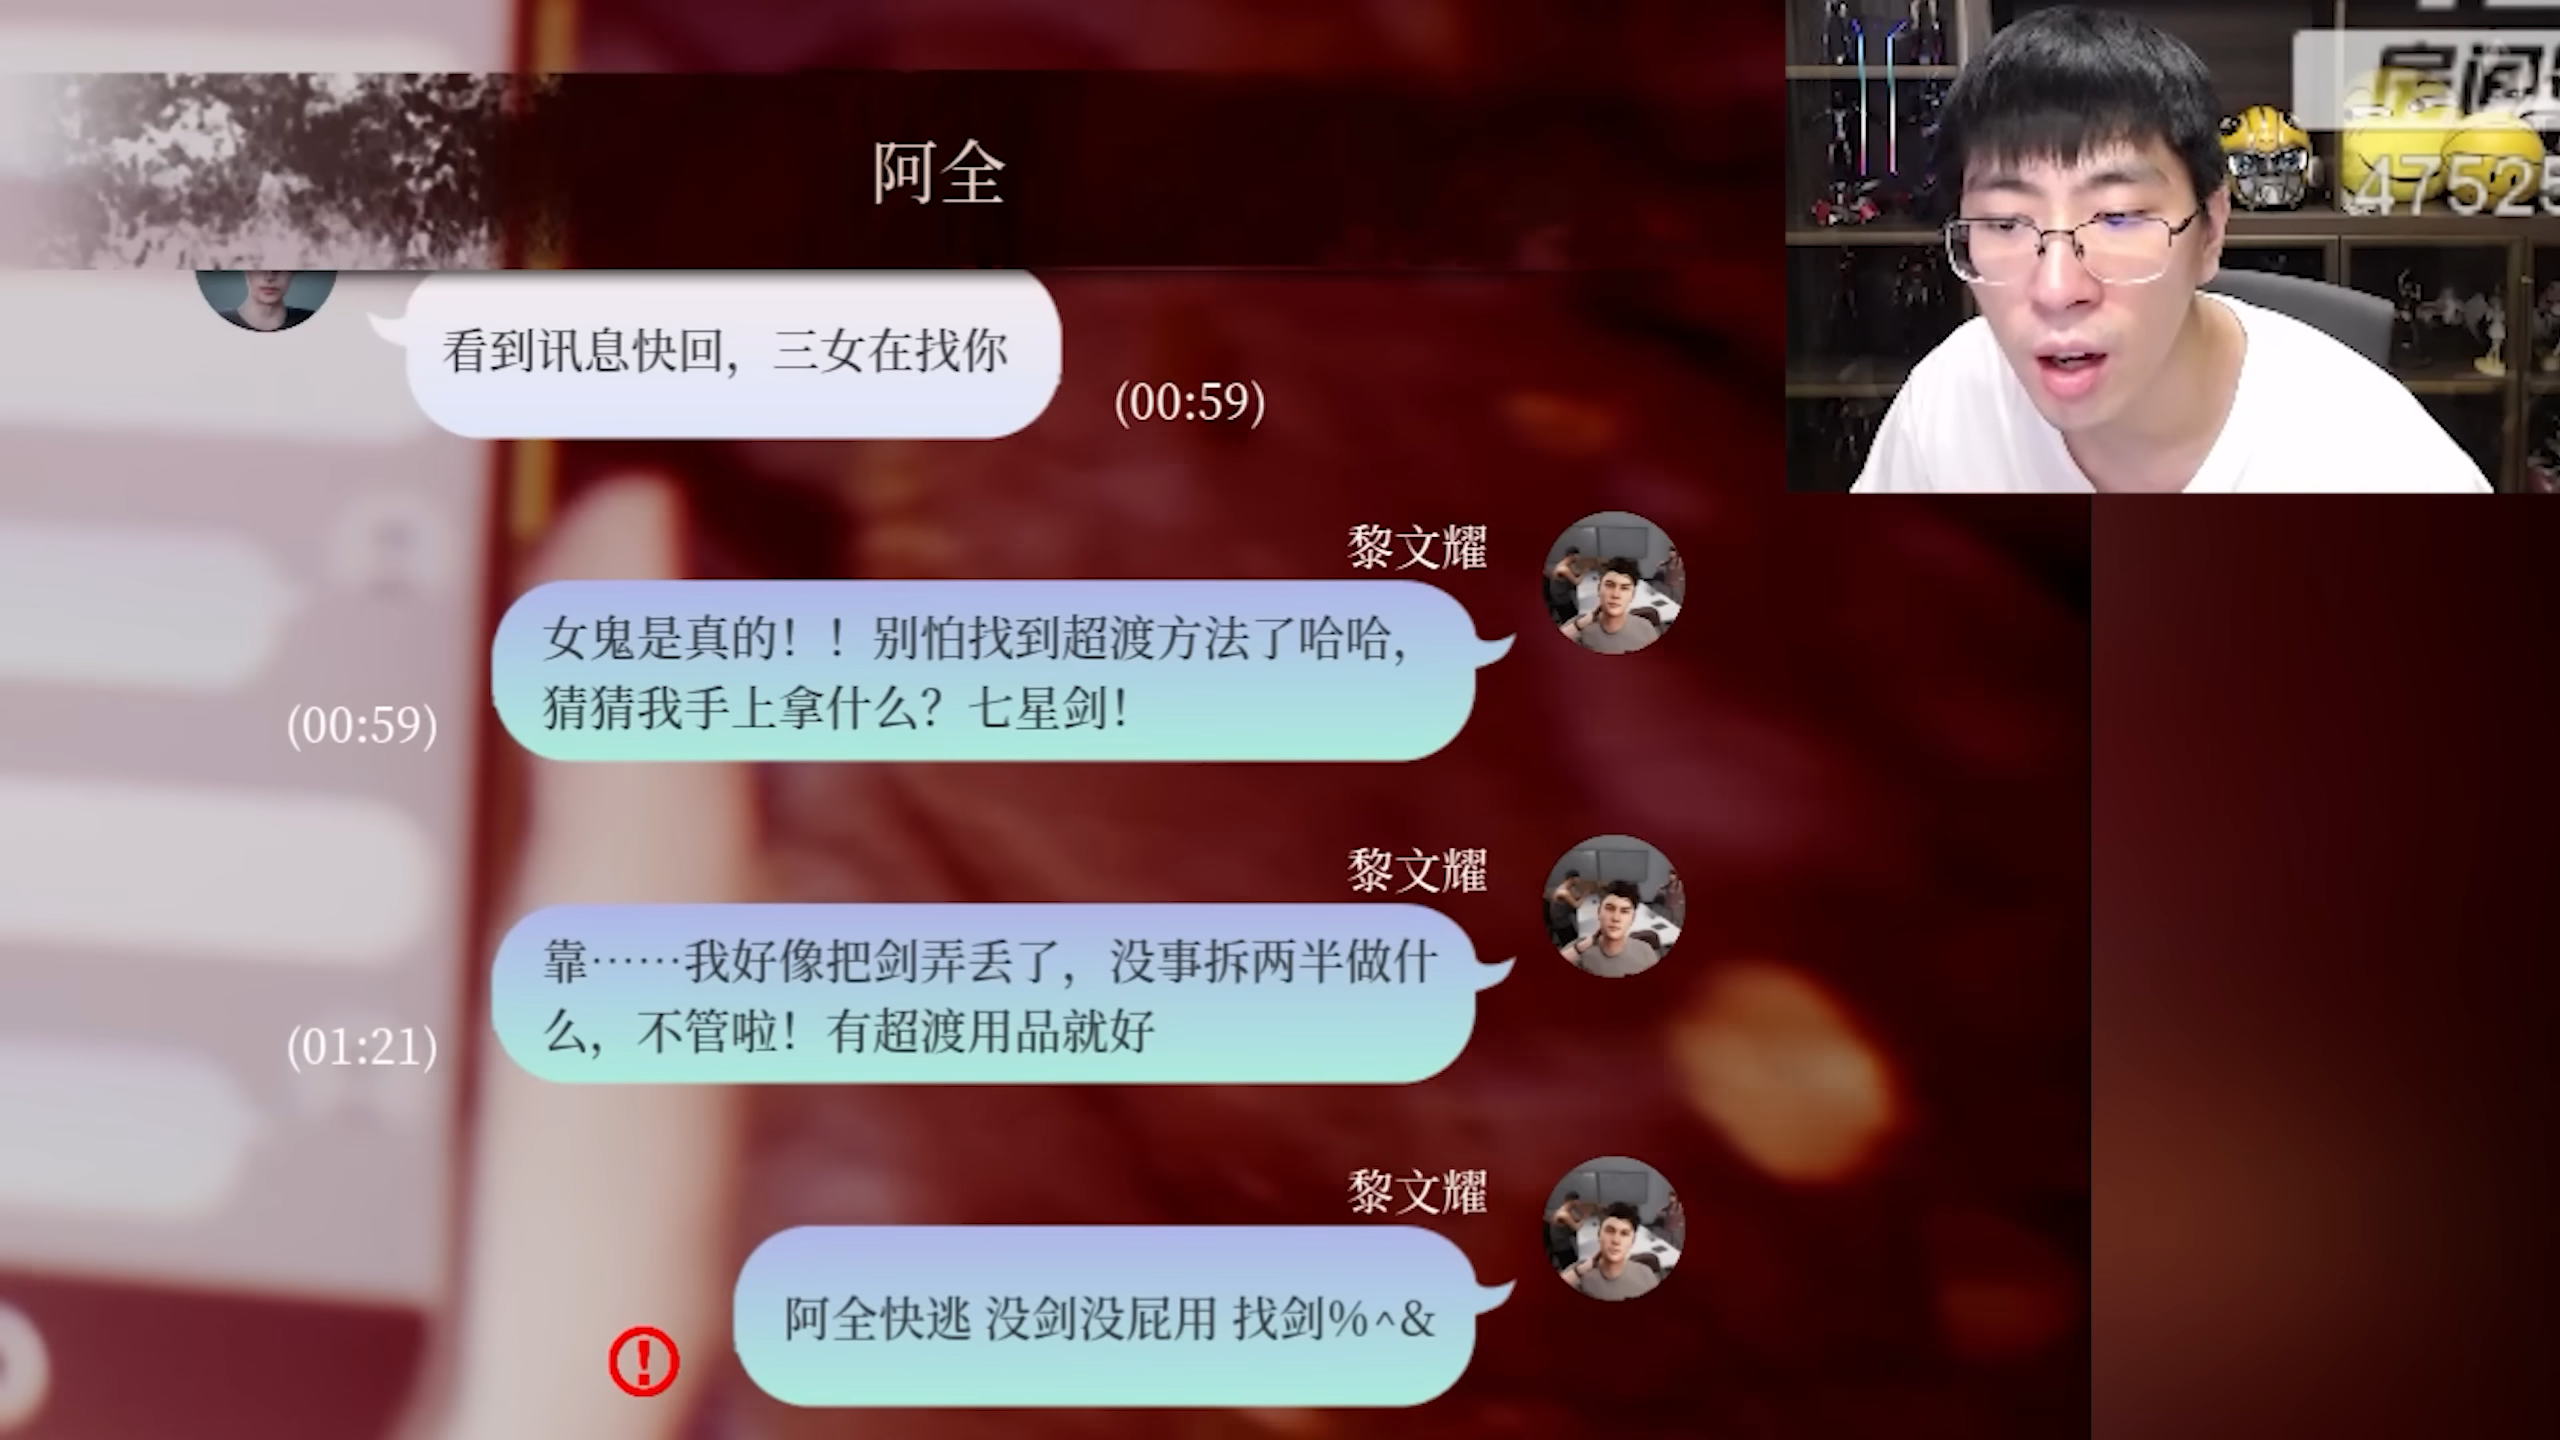 阿全
看到讯息快回，三女在找你
(00:59)
黎文耀
女鬼是真的！！别怕找到超渡方法了哈哈，
猜猜我手上拿什么？七星剑！
(00:59)
黎文耀
靠……我好像把剑弄丢了，没事拆两半做什
么，不管啦！有超渡用品就好
(01:21)
黎文耀
阿全快逃 没剑没屁用 找剑%^&
房间
47525